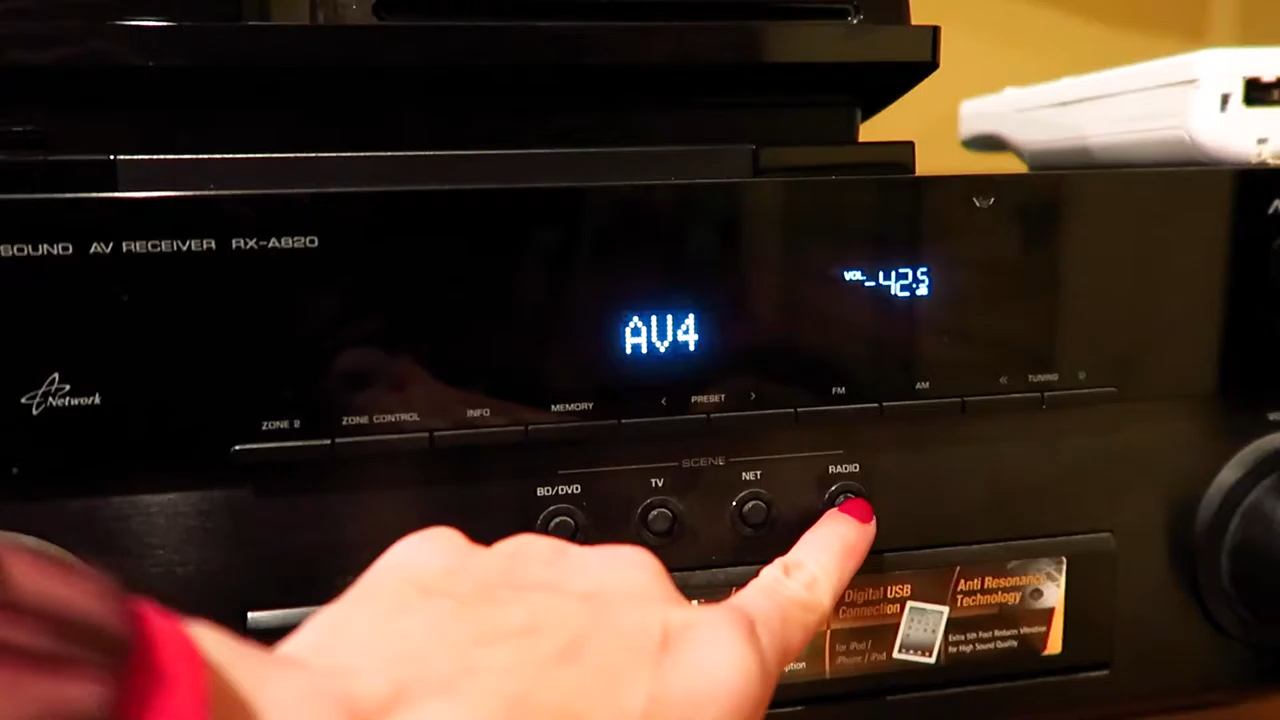 SOUND AV RECEIVER RX-A820
VOL. -42.5 dB
AV4
Network
ZONE 2
ZONE CONTROL
INFO
MEMORY
< PRESET >
FM
AM
« TUNING »
SCENE
BD/DVD
TV
NET
RADIO
Digital USB
Connection
for iPod /
iPhone / iPad
Anti Resonance
Technology
Extra 5th Foot Reduces Vibration
for High Sound Quality